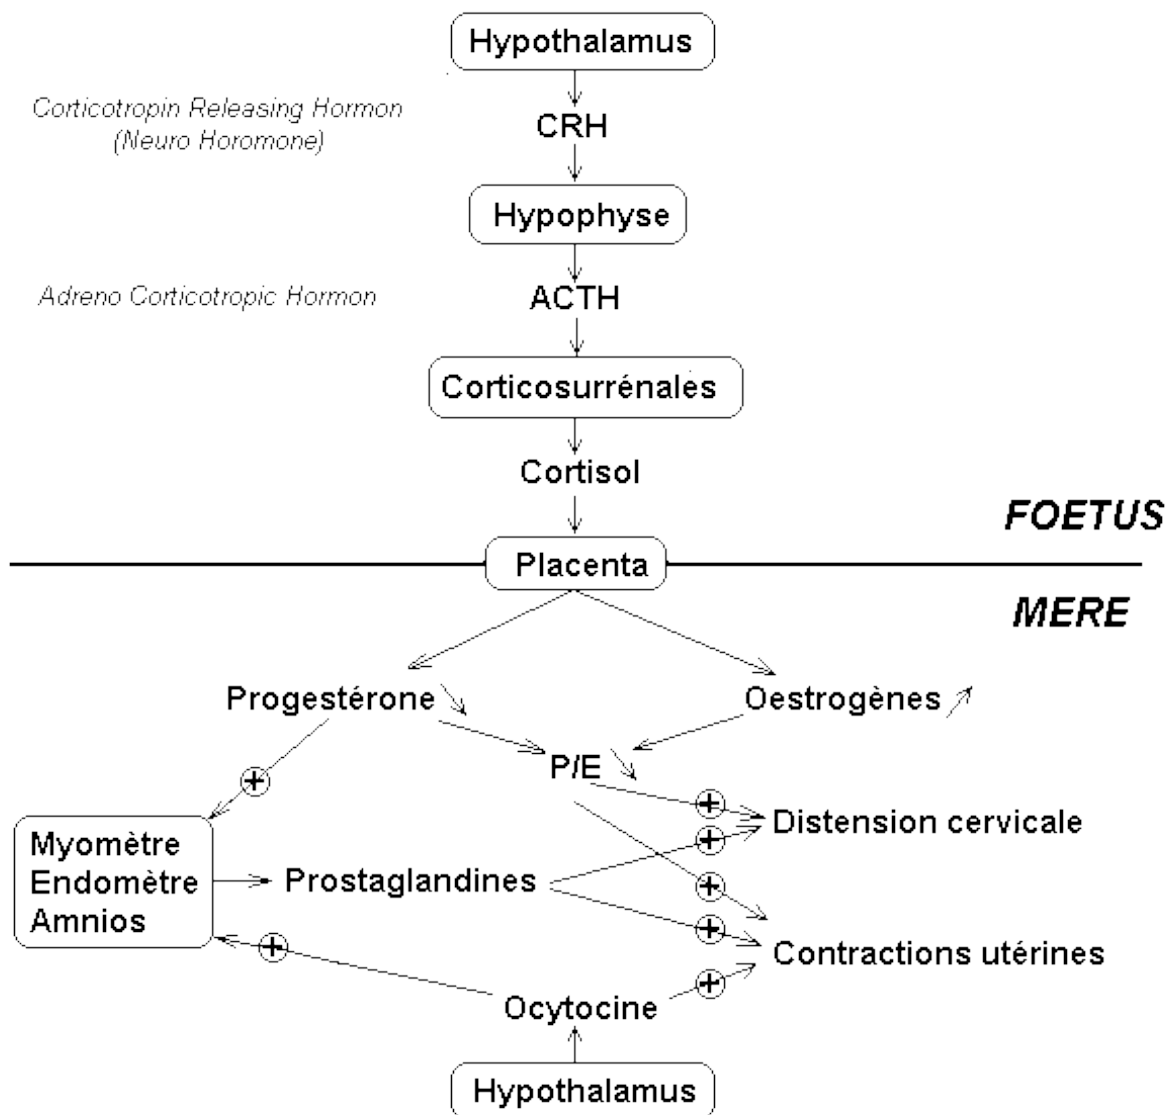 Hypothalamus
Corticotropin Releasing Hormon
(Neuro Horomone)
CRH
Hypophyse
Adreno Corticotropic Hormon
ACTH
Corticosurrénales
Cortisol
FOETUS
Placenta
MERE
Progestérone
Oestrogènes
P/E
+
+
Distension cervicale
+
Myomètre
Endomètre
Amnios
Prostaglandines
+
+
+
Contractions utérines
+
Ocytocine
Hypothalamus